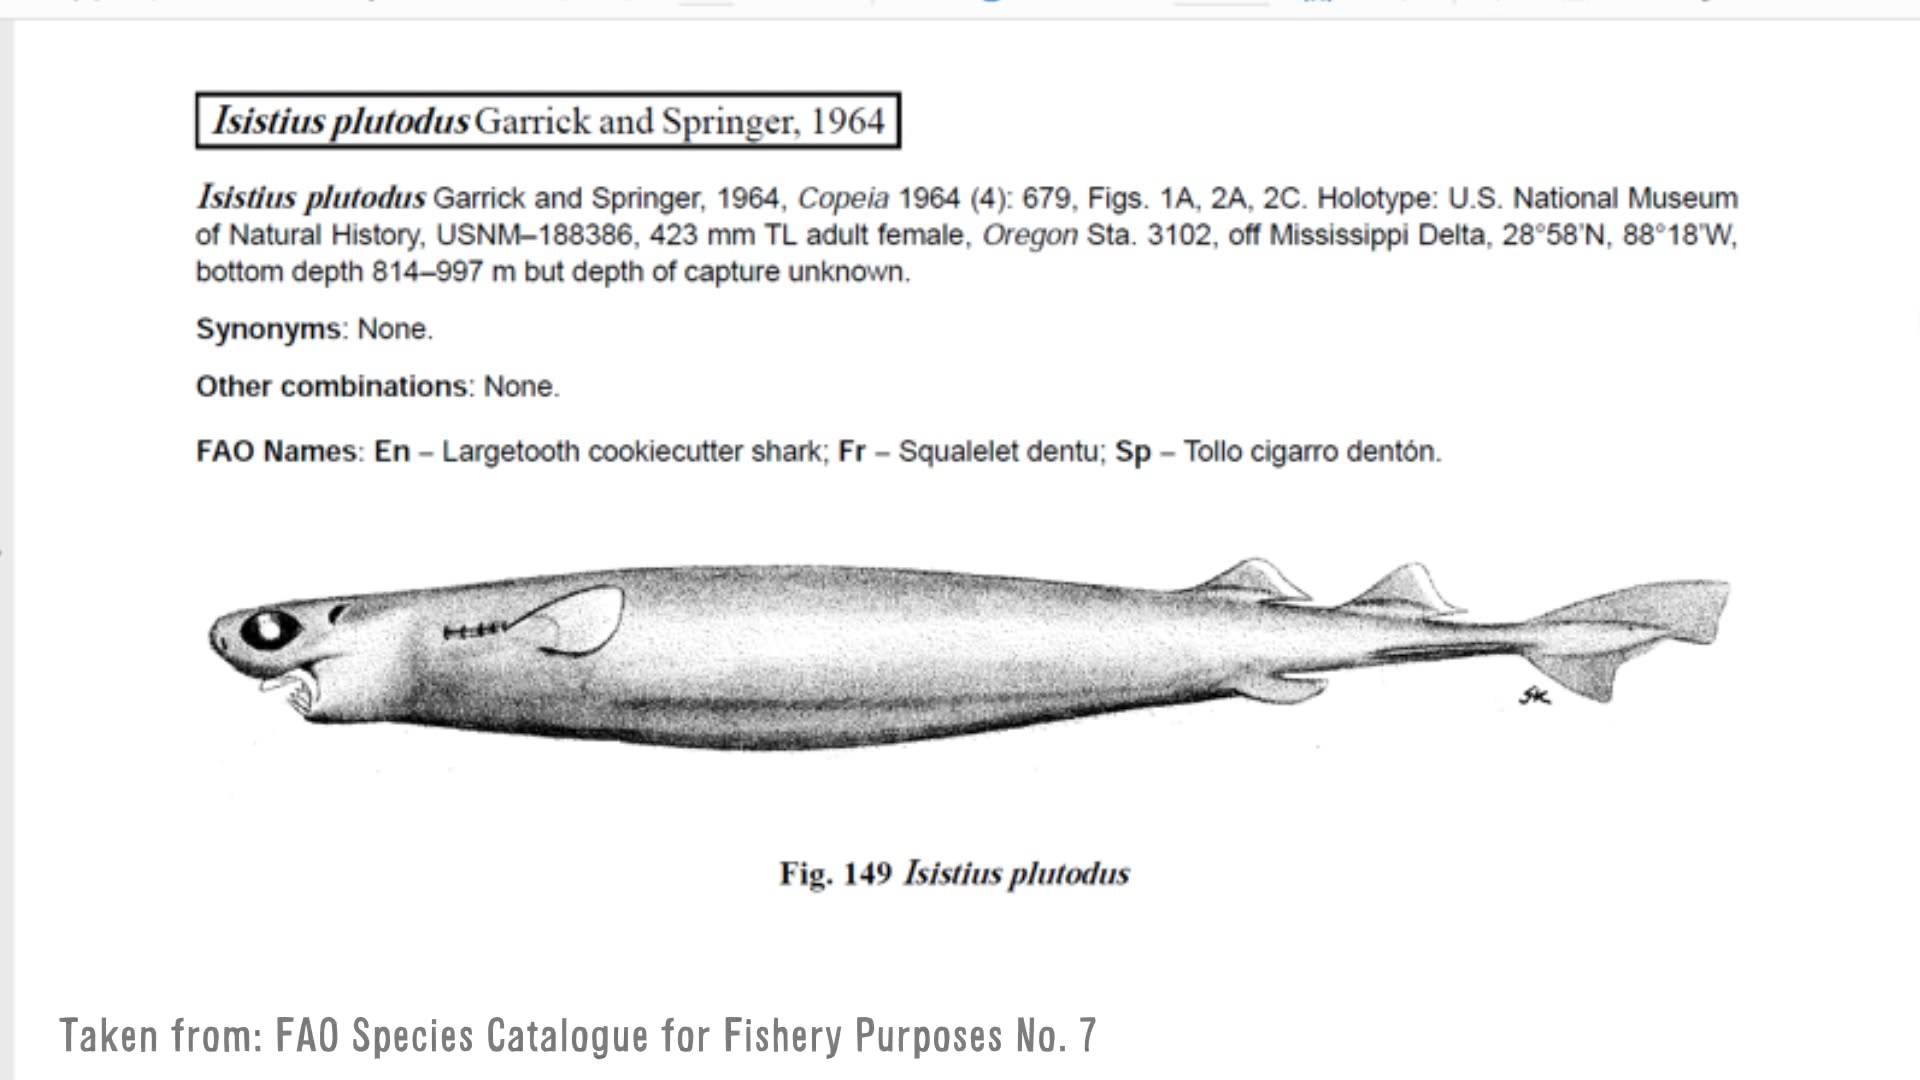 Isistius plutodus Garrick and Springer, 1964
Isistius plutodus Garrick and Springer, 1964, Copeia 1964 (4): 679, Figs. 1A, 2A, 2C. Holotype: U.S. National Museum
of Natural History, USNM–188386, 423 mm TL adult female, Oregon Sta. 3102, off Mississippi Delta, 28°58'N, 88°18'W,
bottom depth 814–997 m but depth of capture unknown.
Synonyms: None.
Other combinations: None.
FAO Names: En – Largetooth cookiecutter shark; Fr – Squalelet dentu; Sp – Tollo cigarro dentón.
SK
Fig. 149 Isistius plutodus
Taken from: FAO Species Catalogue for Fishery Purposes No. 7